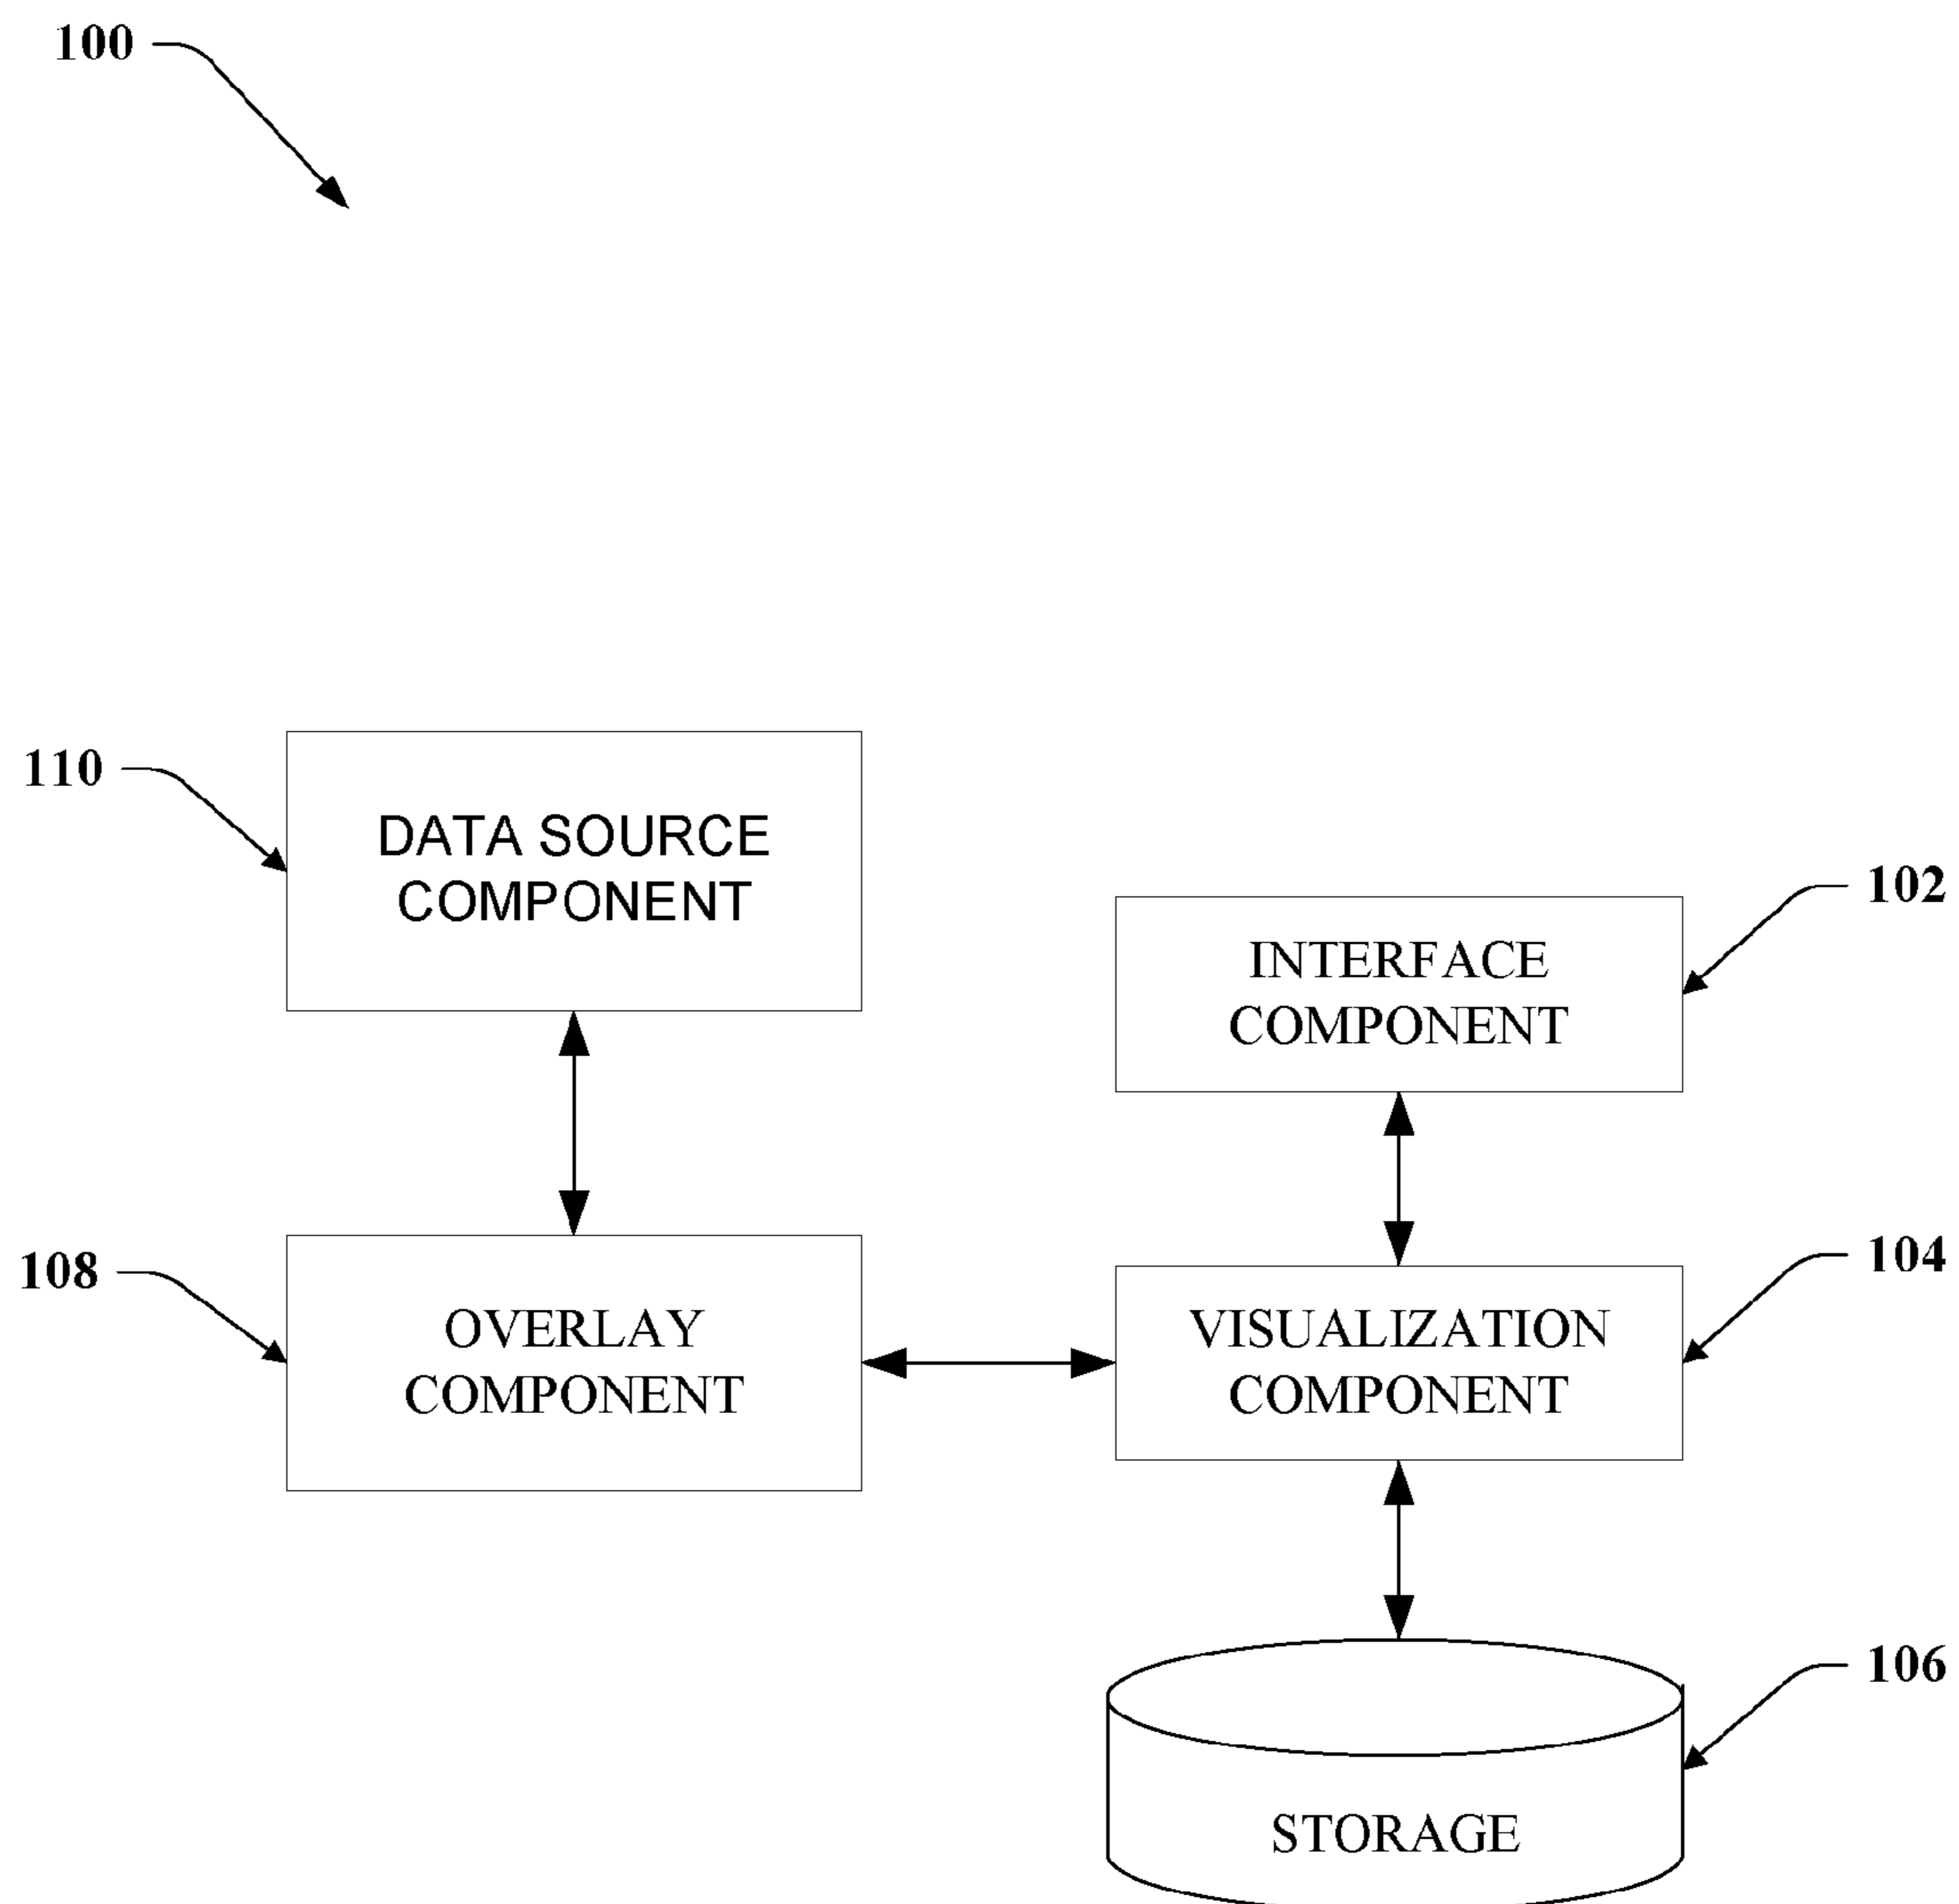 100
110
DATA SOURCE
COMPONENT
102
INTERFACE
COMPONENT
108
OVERLAY
COMPONENT
104
VISUALIZATION
COMPONENT
106
STORAGE